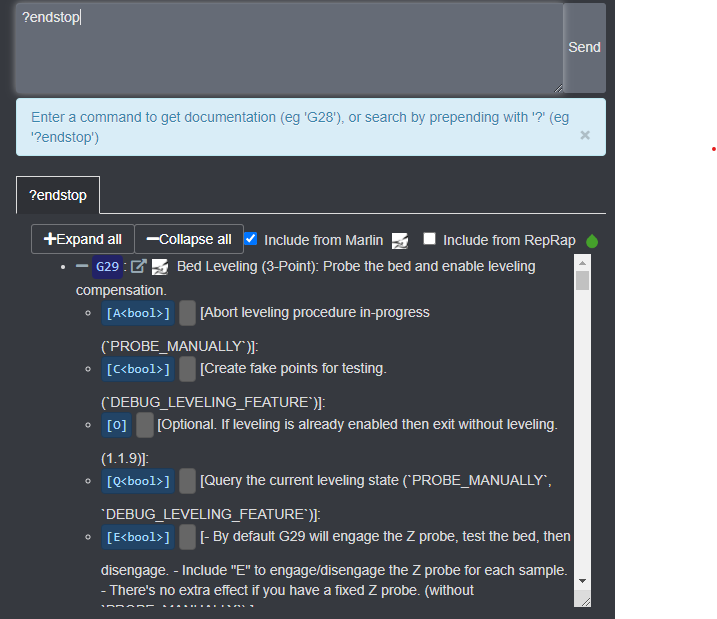 ?endstop
Send
Enter a command to get documentation (eg 'G28'), or search by prepending with '?' (eg
'?endstop')
×
?endstop
+Expand all −Collapse all Include from Marlin Include from RepRap
G29: Bed Leveling (3-Point): Probe the bed and enable leveling
compensation.
[A<bool>] [Abort leveling procedure in-progress
(`PROBE_MANUALLY`)]:
[C<bool>] [Create fake points for testing.
(`DEBUG_LEVELING_FEATURE`)]:
[O] [Optional. If leveling is already enabled then exit without leveling.
(1.1.9)]:
[Q<bool>] [Query the current leveling state (`PROBE_MANUALLY`,
`DEBUG_LEVELING_FEATURE`)]:
[E<bool>] [- By default G29 will engage the Z probe, test the bed, then
disengage. - Include "E" to engage/disengage the Z probe for each sample.
- There's no extra effect if you have a fixed Z probe. (without